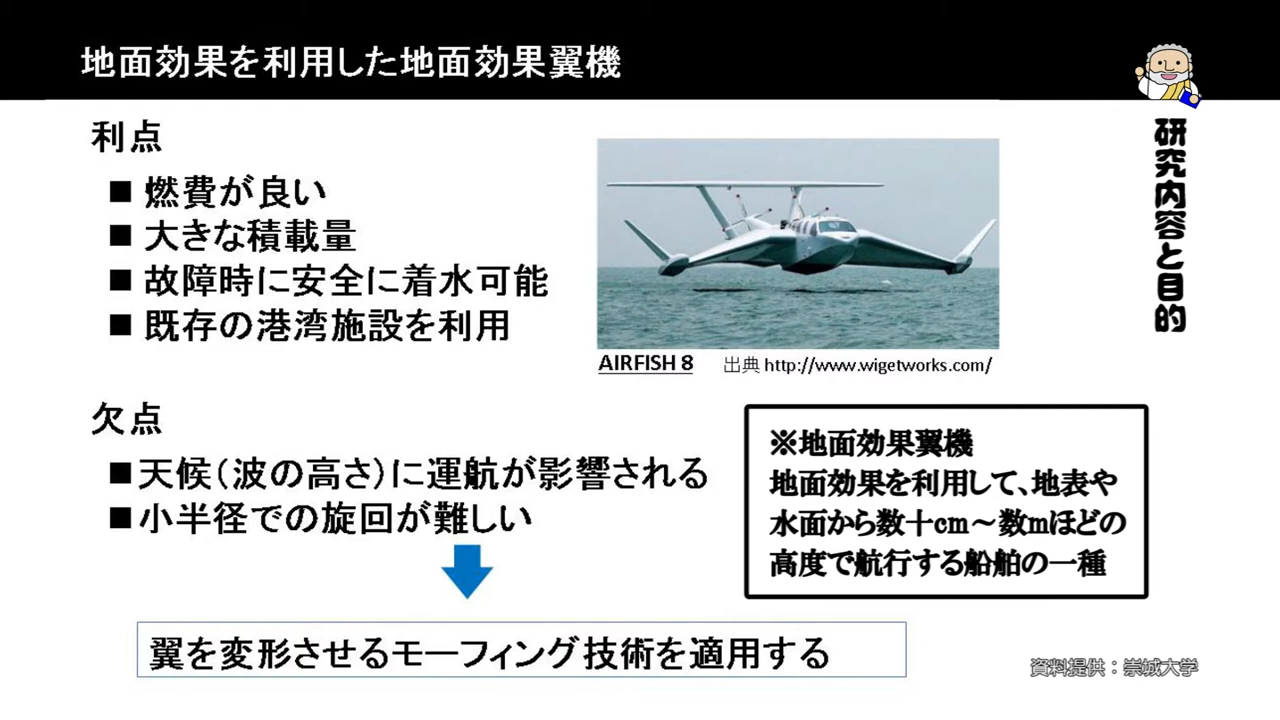 地面効果を利用した地面効果翼機
利点
■ 燃費が良い
■ 大きな積載量
■ 故障時に安全に着水可能
■ 既存の港湾施設を利用
AIRFISH 8 出典 http://www.wigetworks.com/
研究内容と目的
欠点
■天候(波の高さ)に運航が影響される
■小半径での旋回が難しい
※地面効果翼機
地面効果を利用して、地表や
水面から数十cm～数mほどの
高度で航行する船舶の一種
翼を変形させるモーフィング技術を適用する
資料提供：崇城大学